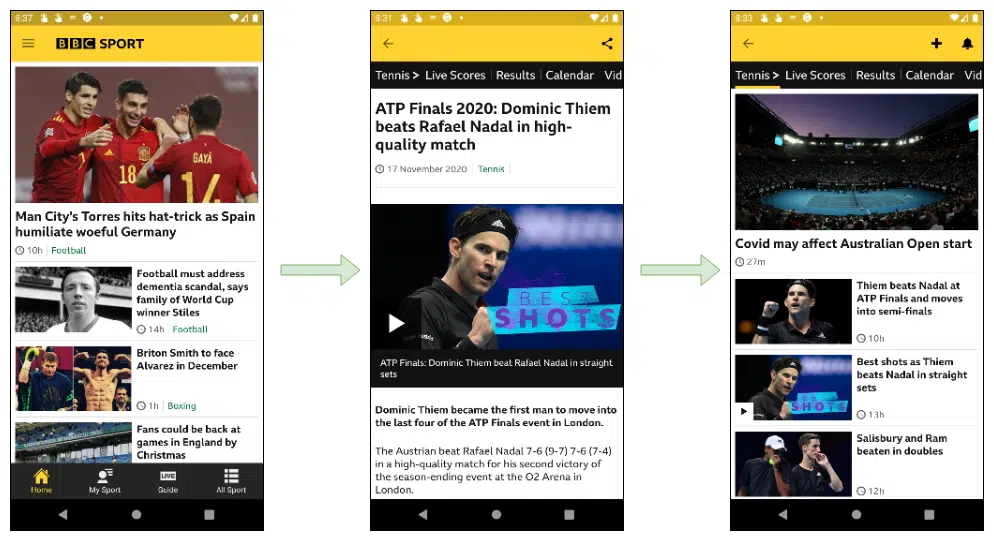 8:37
BBC SPORT
GAYÀ
18
14
7
Man City's Torres hits hat-trick as Spain
humiliate woeful Germany
10h Football
Football must address
dementia scandal, says
family of World Cup
winner Stiles
14h Football
Briton Smith to face
Alvarez in December
1h Boxing
Fans could be back at
games in England by
Christmas
LIVE
Home My Sport Guide All Sport
8:31
Tennis > Live Scores Results Calendar Vid
ATP Finals 2020: Dominic Thiem
beats Rafael Nadal in high-
quality match
17 November 2020 Tennis
BEST
SHOTS
ATP Finals: Dominic Thiem beat Rafael Nadal in straight
sets
Dominic Thiem became the first man to move into
the last four of the ATP Finals event in London.
The Austrian beat Rafael Nadal 7-6 (9-7) 7-6 (7-4)
in a high-quality match for his second victory of
the season-ending event at the O2 Arena in
London.
8:33
Tennis > Live Scores Results Calendar Vid
Covid may affect Australian Open start
27m
Thiem beats Nadal at
ATP Finals and moves
into semi-finals
10h
Best shots as Thiem
beats Nadal in straight
sets
BEST
SHOTS
13h
Salisbury and Ram
beaten in doubles
12h